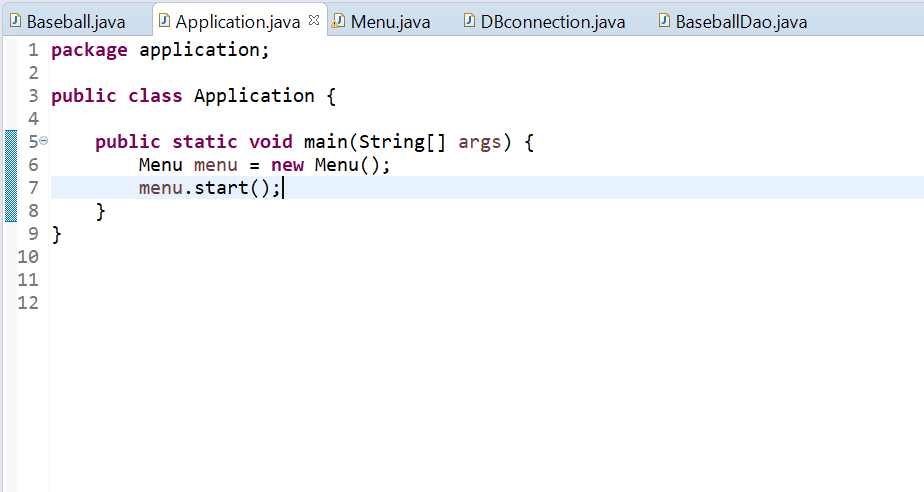 Baseball.java Application.java Menu.java DBconnection.java BaseballDao.java
1 package application;
2
3 public class Application {
4
5 public static void main(String[] args) {
6 Menu menu = new Menu();
7 menu.start();
8 }
9 }
10
11
12